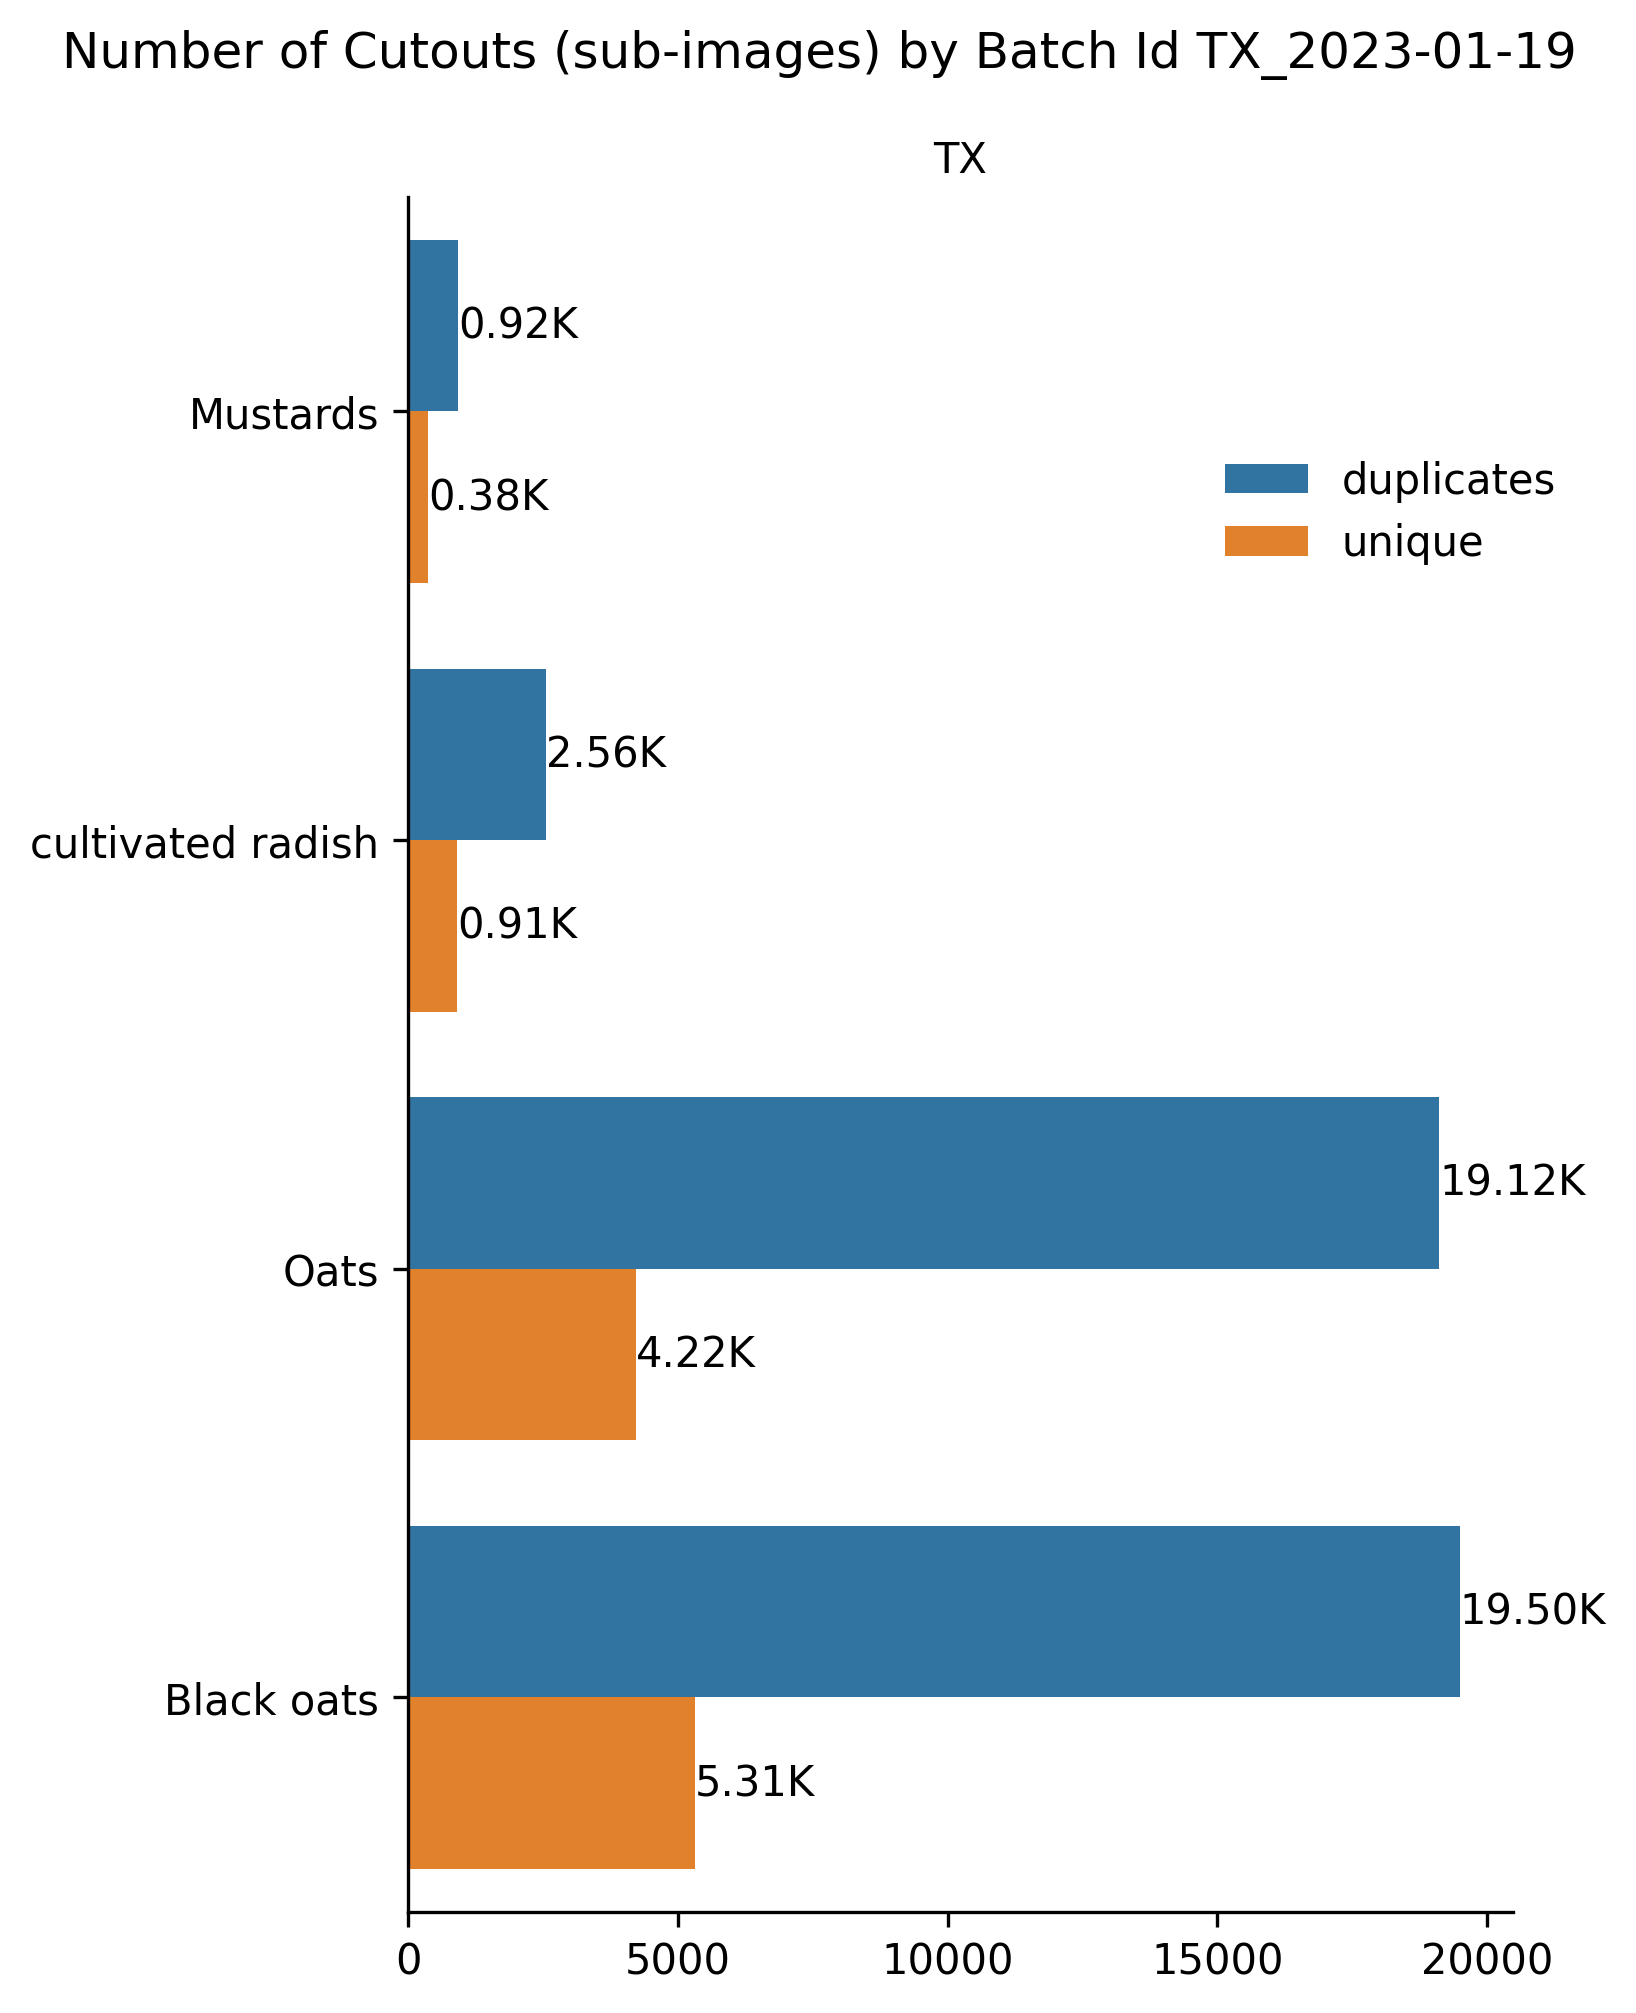 Number of Cutouts (sub-images) by Batch Id TX_2023-01-19
TX
0.92K
Mustards
0.38K
duplicates
unique
2.56K
cultivated radish
0.91K
19.12K
Oats
4.22K
19.50K
Black oats
5.31K
0 5000 10000 15000 20000